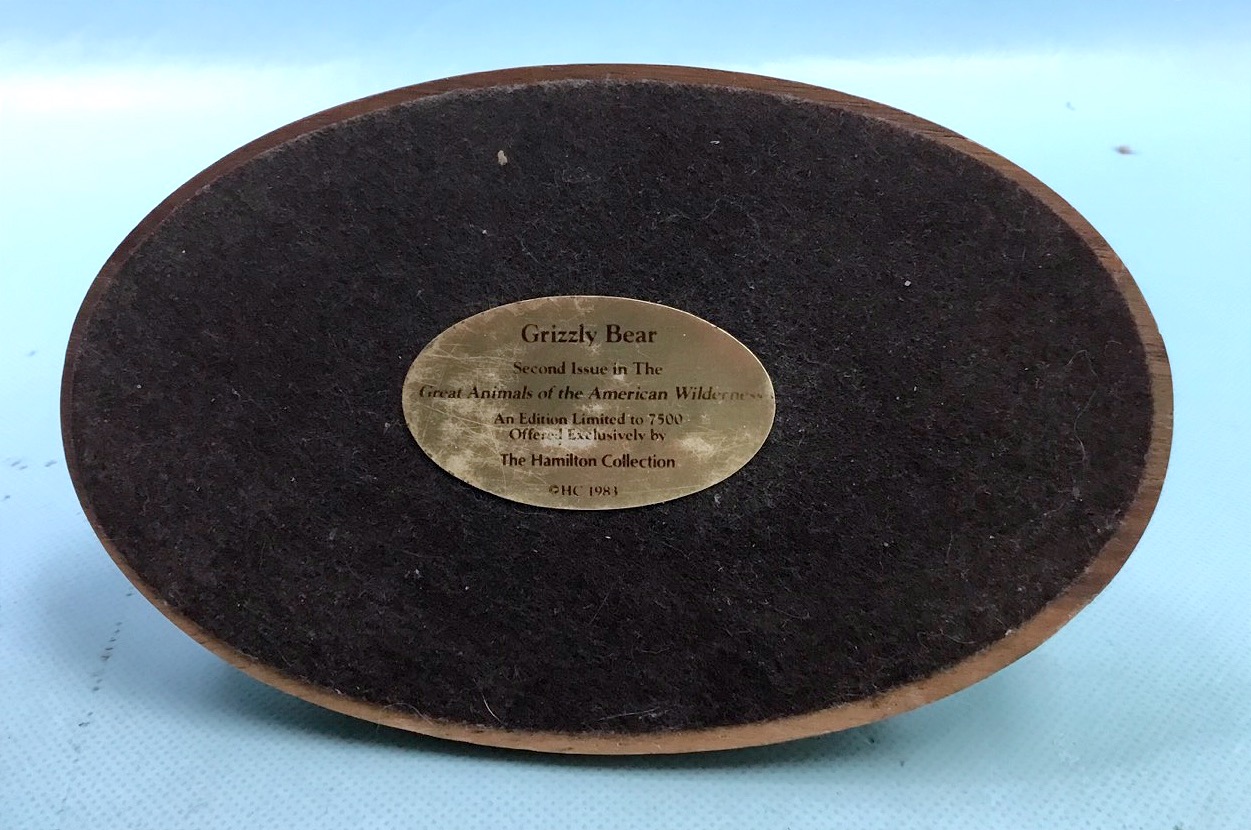 Grizzly Bear
Second Issue in The
Great Animals of the American Wilderness
An Edition Limited to 7500
Offered Exclusively by
The Hamilton Collection
©HC 1983